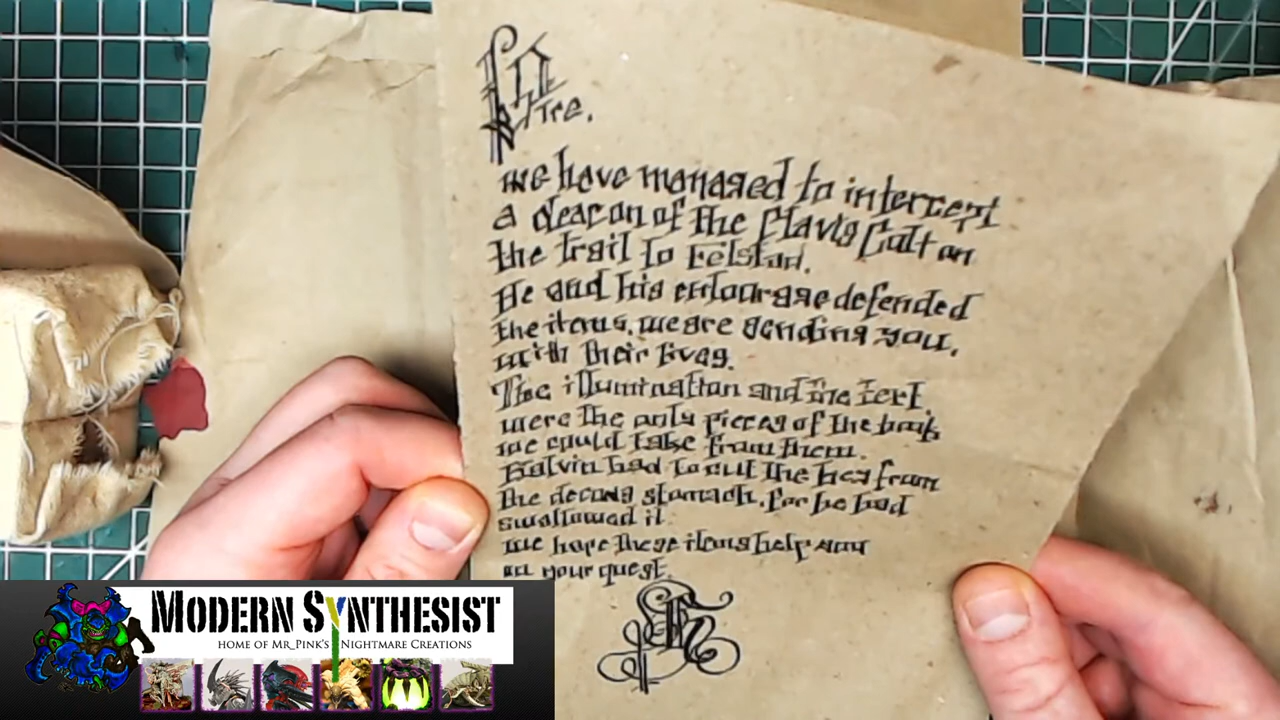 Sire,
we have managed to intercept
a deacon of the Clavis Cult on
the trail to Felstad.
He and his entourage defended
the items, we are sending you,
with their lives.
The illumination and the text
were the only pieces of the book
we could take from them.
had to cut the key from
the deacons stomach, for he had
swallowed it.
we hope these items help you
on your quest.
MODERN SYNTHESIST
HOME OF MR_PINK'S NIGHTMARE CREATIONS